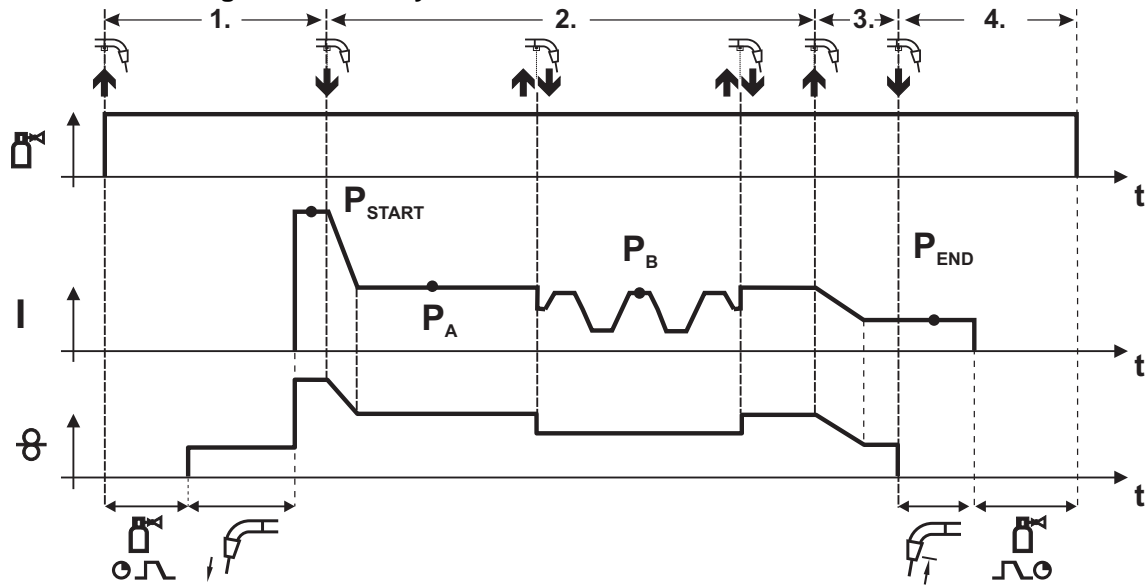 1. 2. 3. 4.
t
P_START
P_B
P_END
P_A
I
t
t